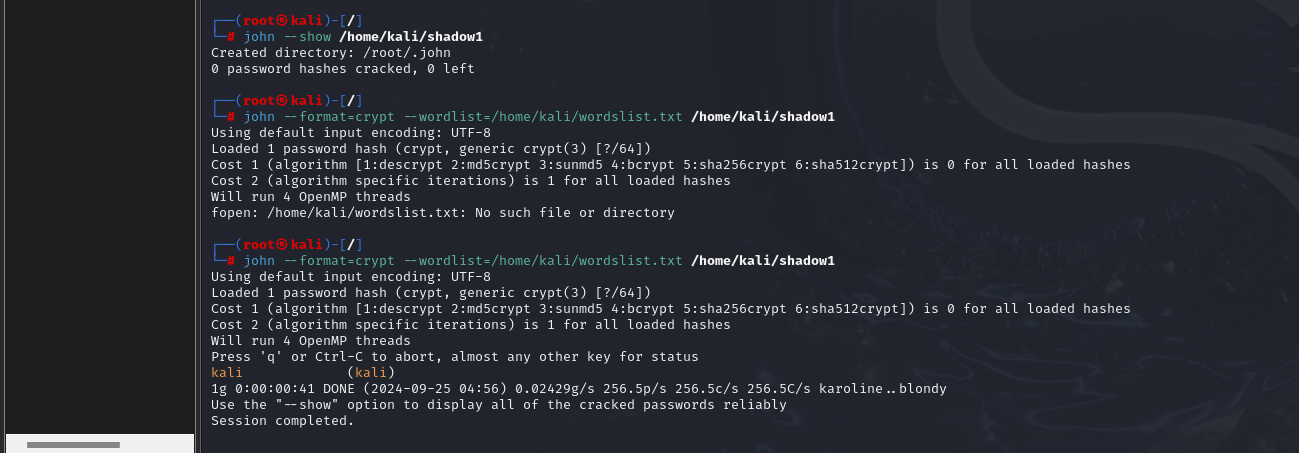 ┌──(root㉿kali)-[/]
└─# john --show /home/kali/shadow1
Created directory: /root/.john
0 password hashes cracked, 0 left
┌──(root㉿kali)-[/]
└─# john --format=crypt --wordlist=/home/kali/wordslist.txt /home/kali/shadow1
Using default input encoding: UTF-8
Loaded 1 password hash (crypt, generic crypt(3) [?/64])
Cost 1 (algorithm [1:descrypt 2:md5crypt 3:sunmd5 4:bcrypt 5:sha256crypt 6:sha512crypt]) is 0 for all loaded hashes
Cost 2 (algorithm specific iterations) is 1 for all loaded hashes
Will run 4 OpenMP threads
fopen: /home/kali/wordslist.txt: No such file or directory
┌──(root㉿kali)-[/]
└─# john --format=crypt --wordlist=/home/kali/wordslist.txt /home/kali/shadow1
Using default input encoding: UTF-8
Loaded 1 password hash (crypt, generic crypt(3) [?/64])
Cost 1 (algorithm [1:descrypt 2:md5crypt 3:sunmd5 4:bcrypt 5:sha256crypt 6:sha512crypt]) is 0 for all loaded hashes
Cost 2 (algorithm specific iterations) is 1 for all loaded hashes
Will run 4 OpenMP threads
Press 'q' or Ctrl-C to abort, almost any other key for status
kali             (kali)
1g 0:00:00:41 DONE (2024-09-25 04:56) 0.02429g/s 256.5p/s 256.5c/s 256.5C/s karoline..blondy
Use the "--show" option to display all of the cracked passwords reliably
Session completed.